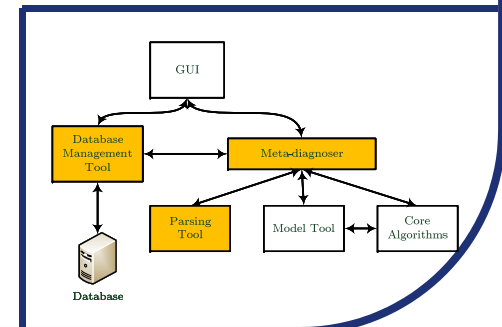 GUI
Database
Management
Tool
Meta-diagnoser
Parsing
Tool
Model Tool
Core
Algorithms
Database